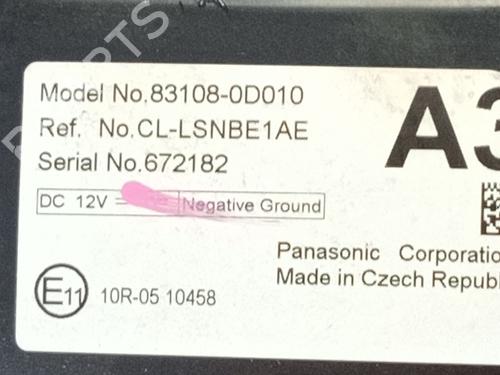 Model No.83108-0D010
Ref. No.CL-LSNBE1AE
A3
Serial No.672182
DC 12V
Negative Ground
Panasonic Corporation
Made in Czech Republ
E11
10R-05 10458